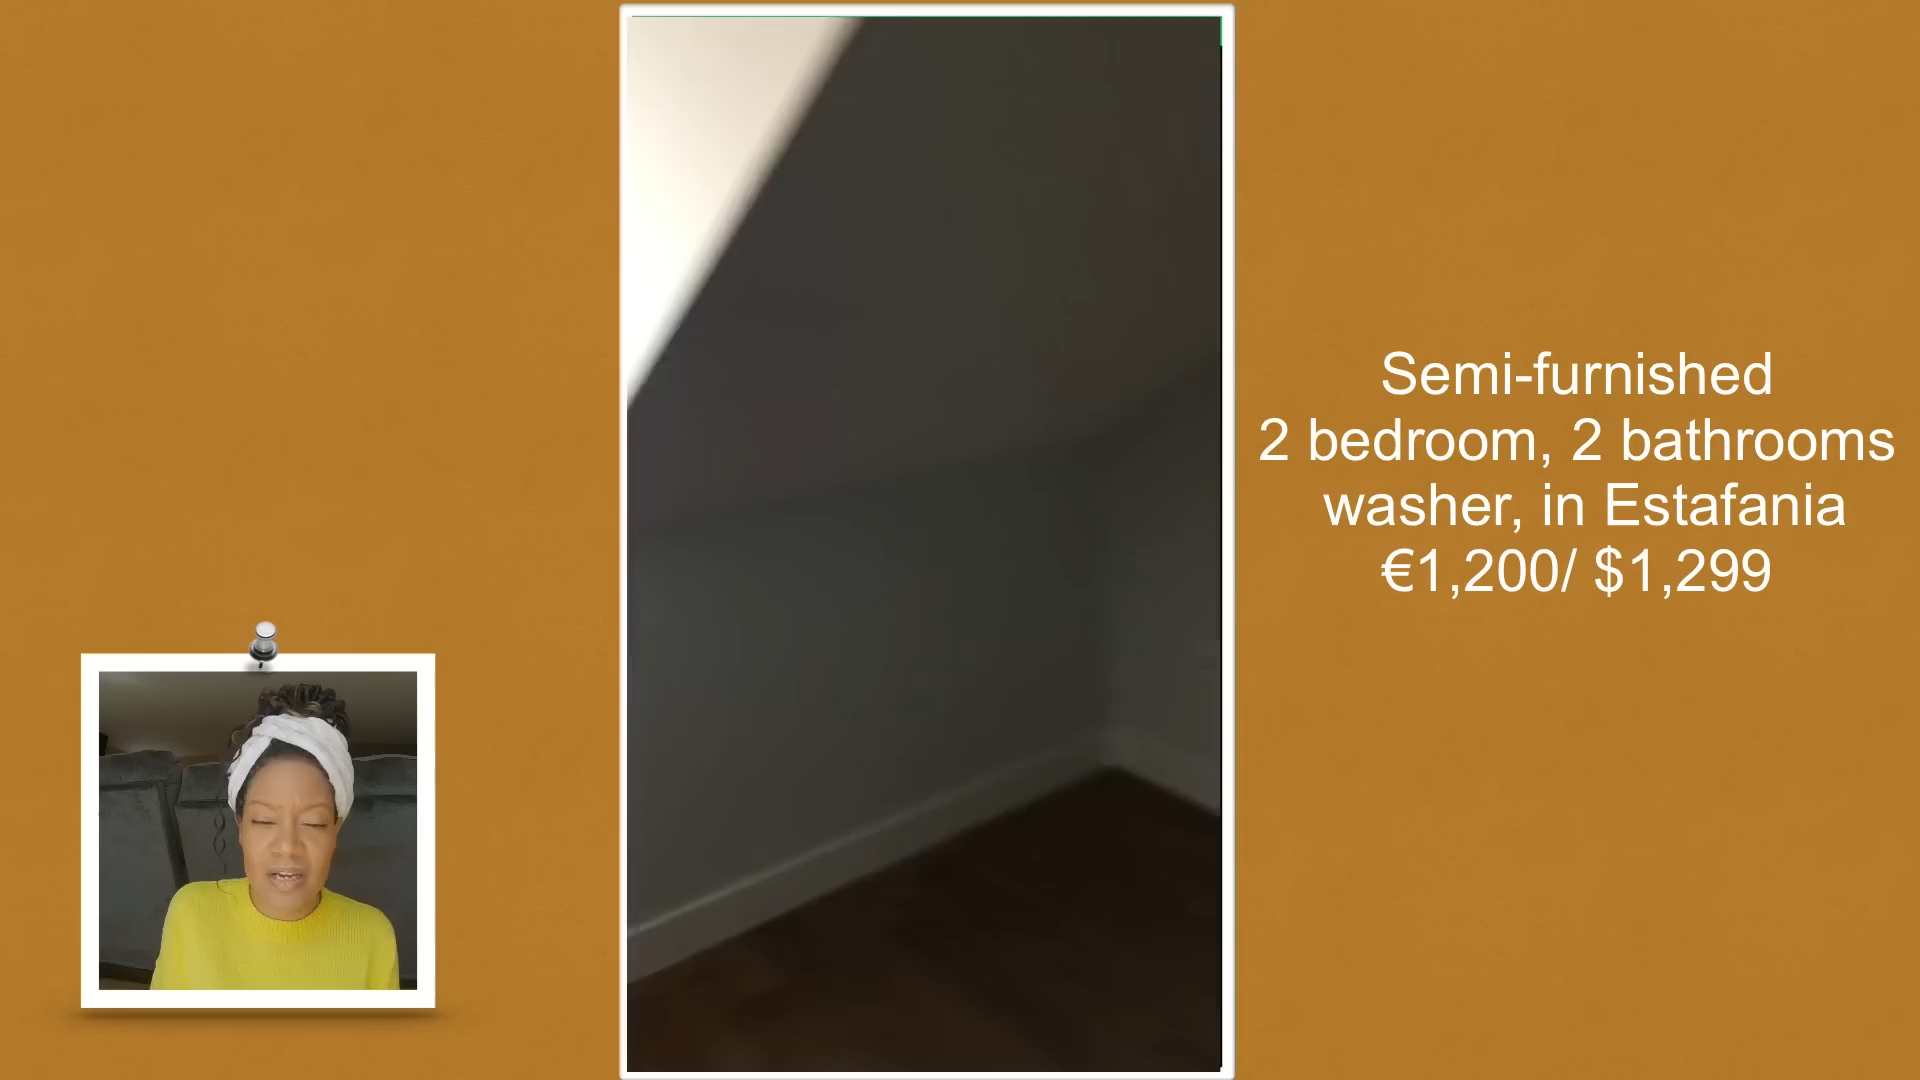 Semi-furnished
2 bedroom, 2 bathrooms
washer, in Estafania
€1,200/ $1,299